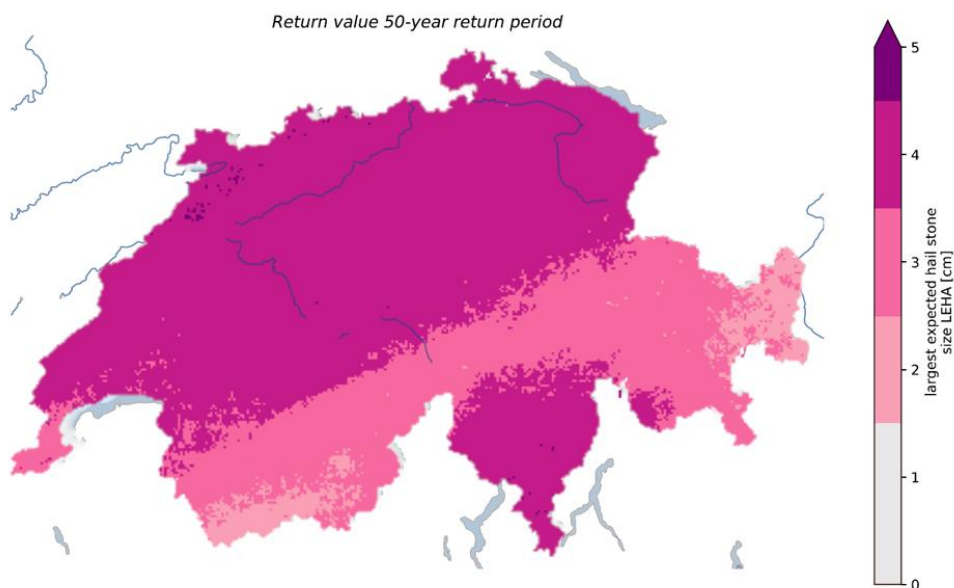 Return value 50-year return period
5
4
3
2
1
0
largest expected hail stone
size LEHA [cm]